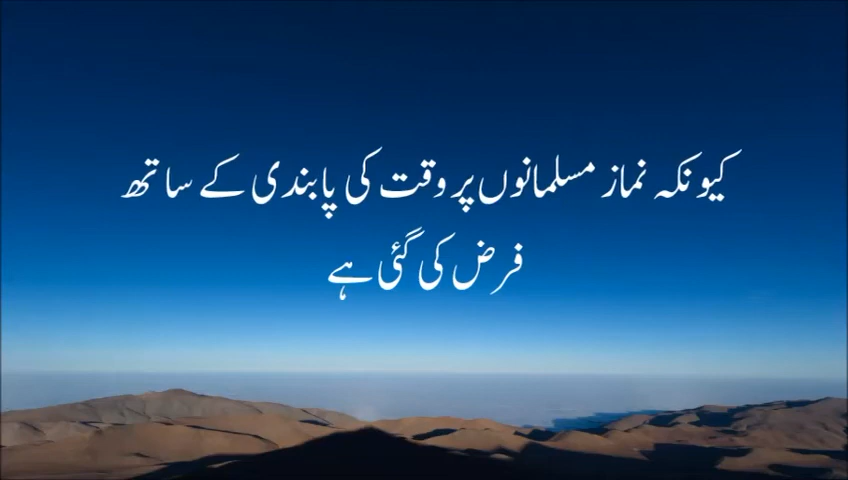 کیونکہ نماز مسلمانوں پر وقت کی پابندی کے ساتھ
فرض کی گئی ہے